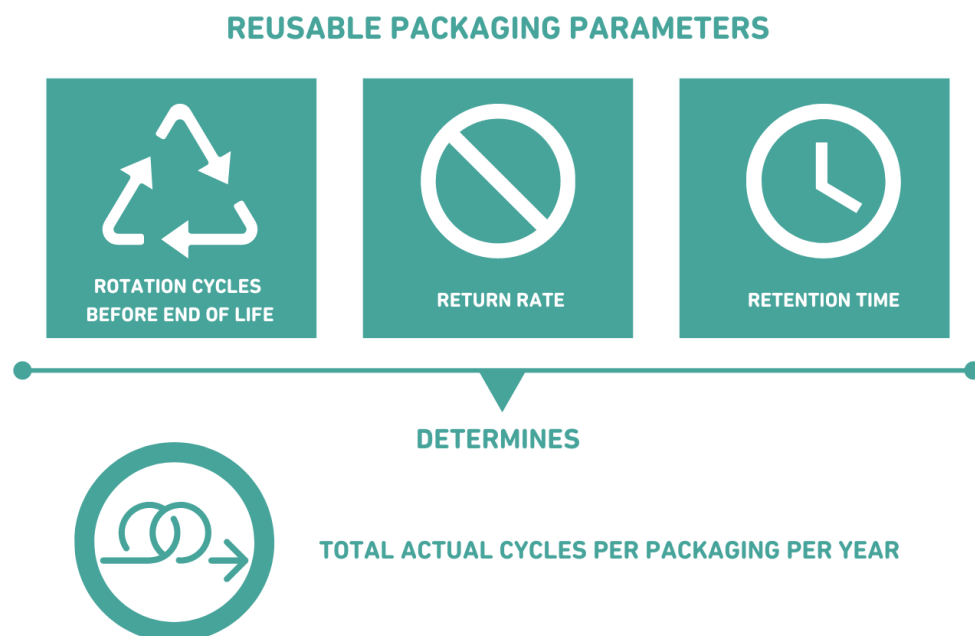 REUSABLE PACKAGING PARAMETERS
ROTATION CYCLES
BEFORE END OF LIFE
RETURN RATE
RETENTION TIME
DETERMINES
TOTAL ACTUAL CYCLES PER PACKAGING PER YEAR